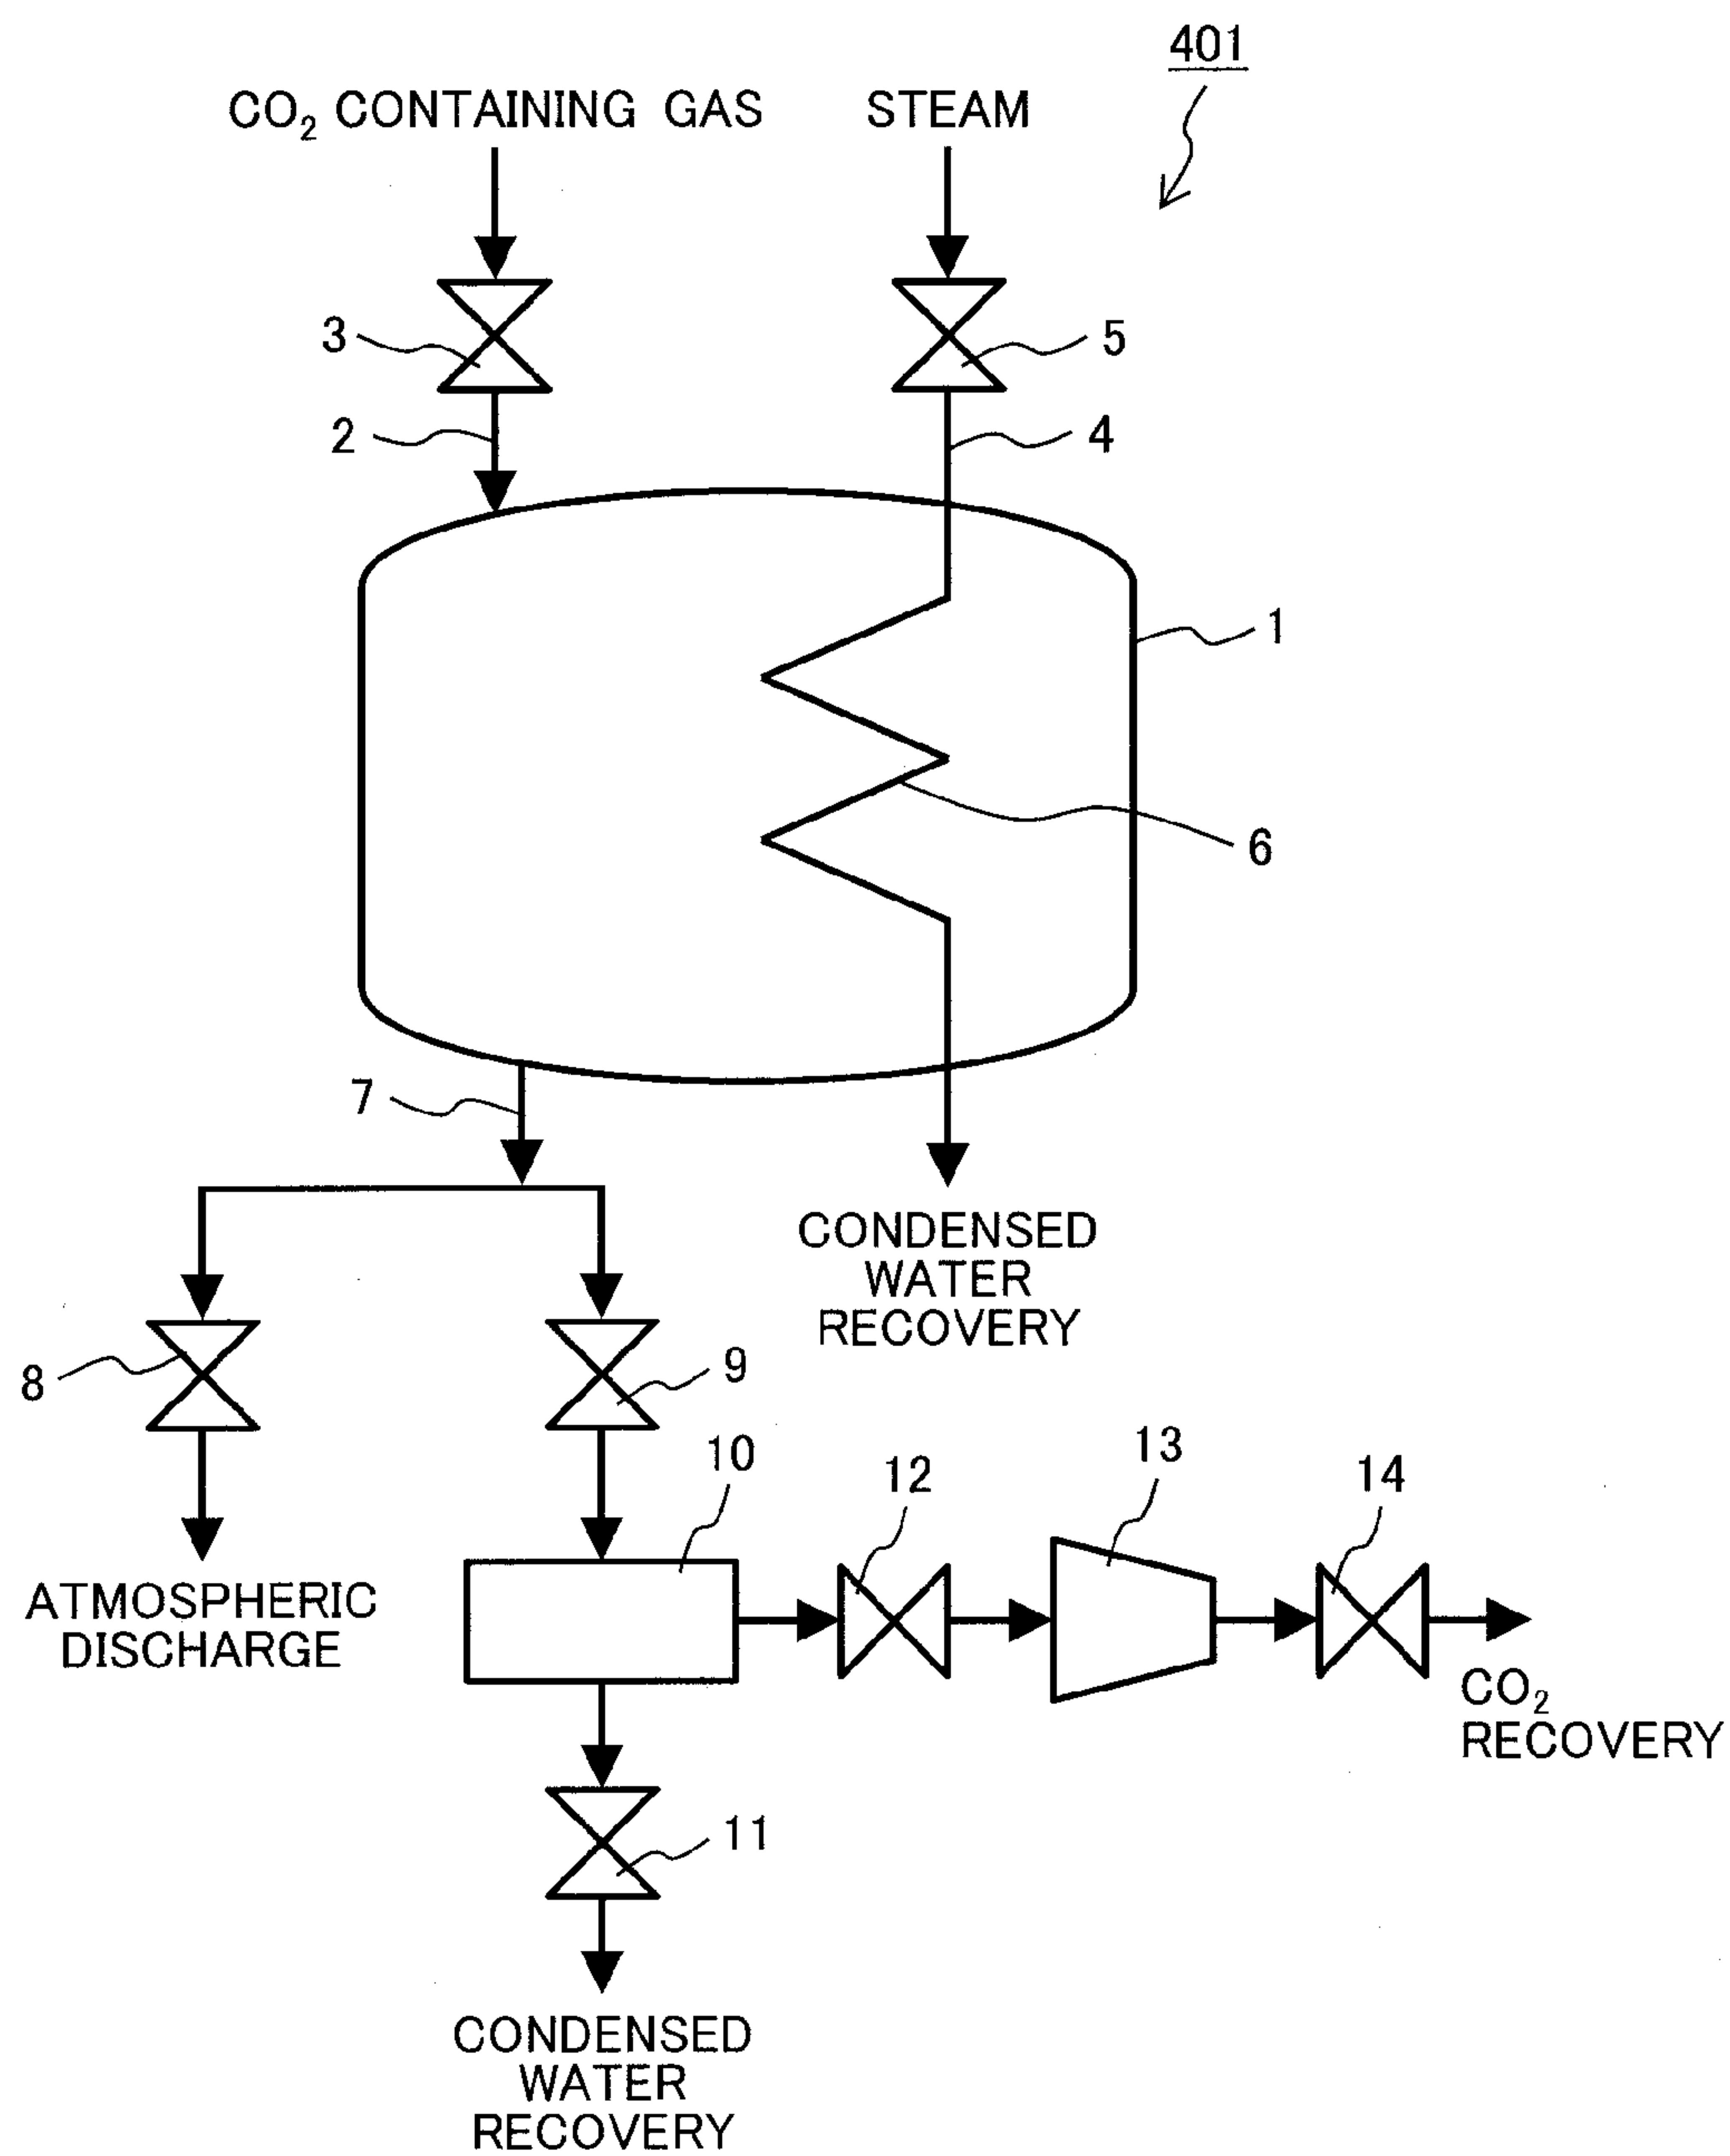 401
CO₂ CONTAINING GAS
STEAM
3
5
2
4
1
6
7
CONDENSED
WATER
RECOVERY
8
9
10
12
13
14
ATMOSPHERIC
DISCHARGE
CO₂
RECOVERY
11
CONDENSED
WATER
RECOVERY